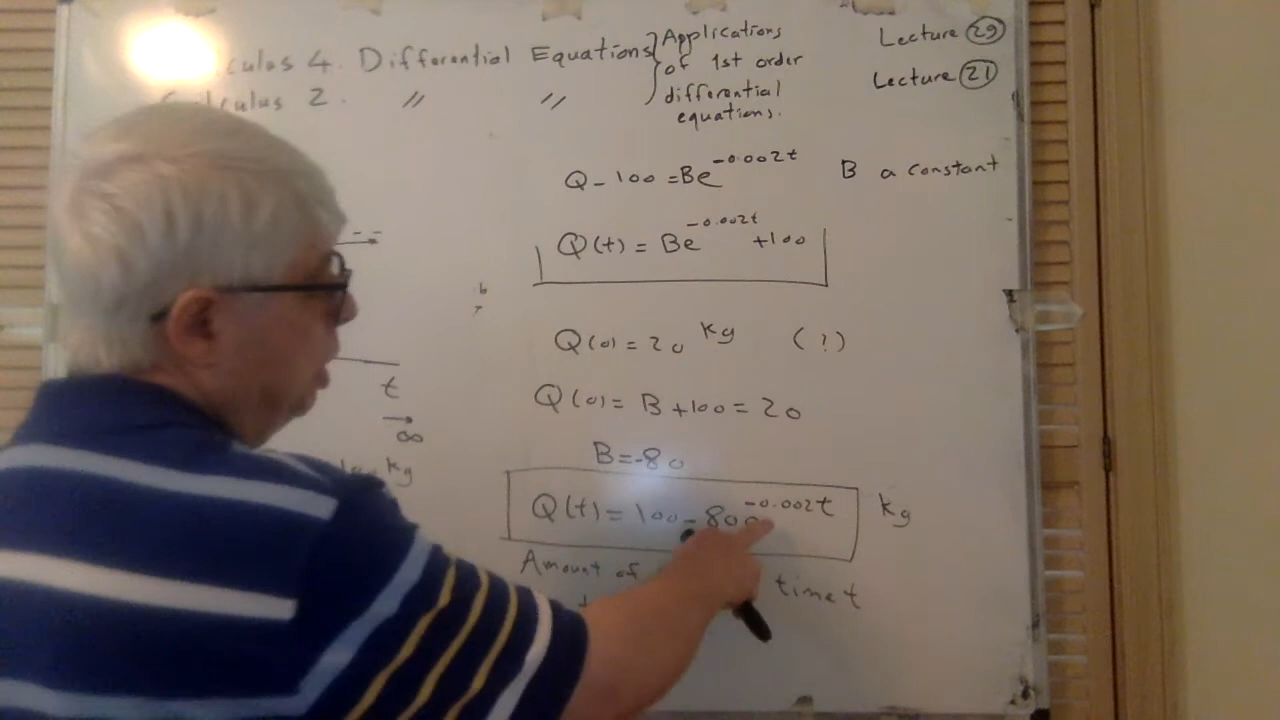 culus 4. Differential Equations } Applications
of 1st order
differential
equations.
culus 2. " "
Lecture 29
Lecture 21
Q - 100 = Be^{-0.002t} B a constant
Q(t) = Be^{-0.002t} + 100
Q(0) = 20 kg (?)
Q(0) = B + 100 = 20
B = -80
Q(t) = 100 - 80e^{-0.002t} kg
Amount of time t
t
→
∞
kg